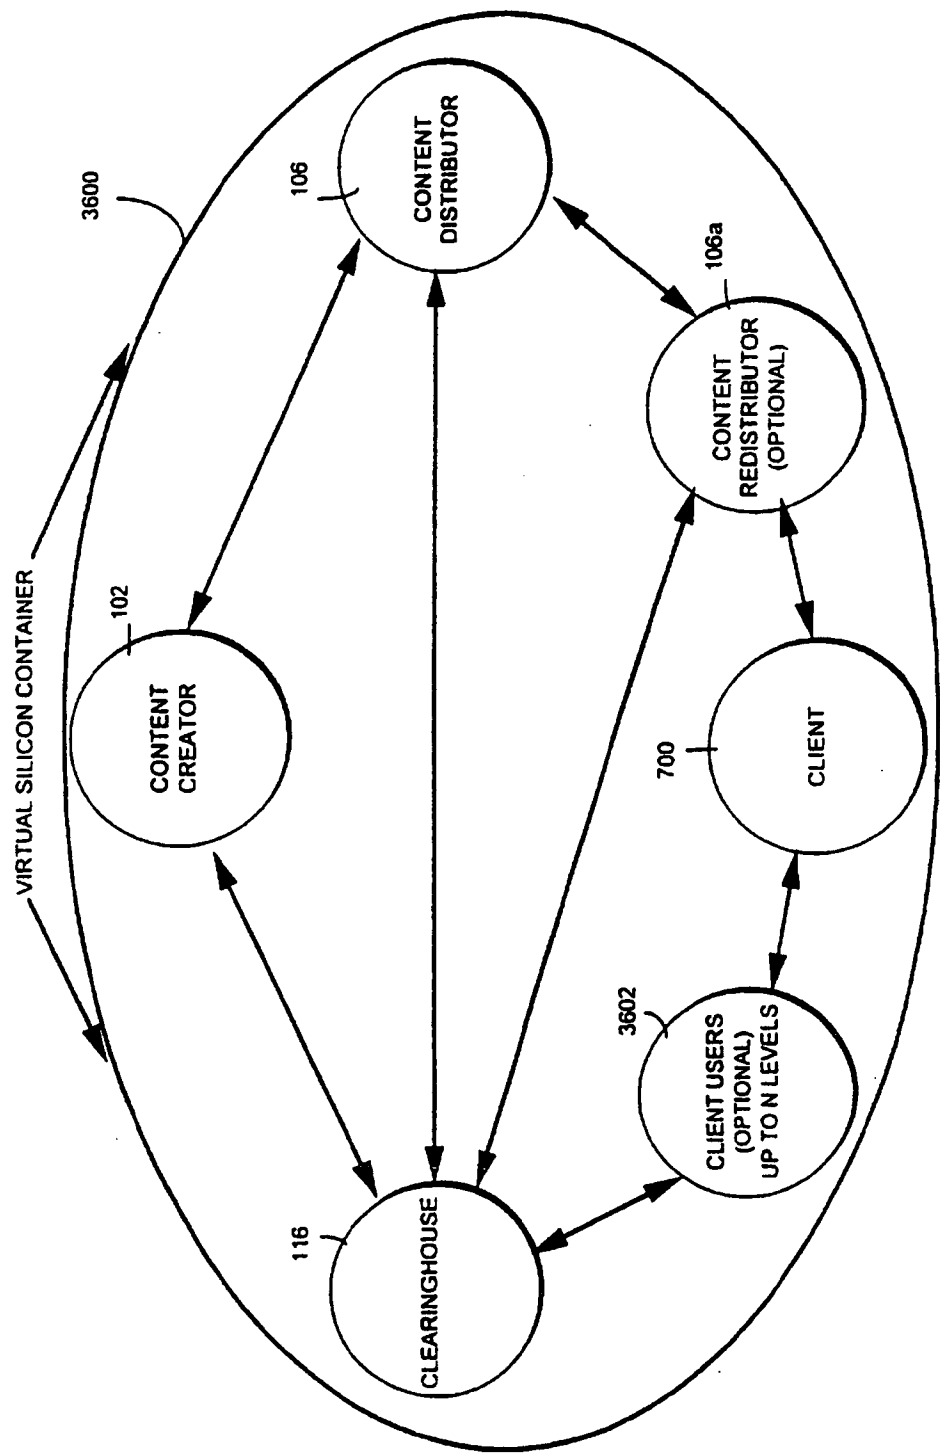 VIRTUAL SILICON CONTAINER
3600
102
CONTENT
CREATOR
106
CONTENT
DISTRIBUTOR
116
CLEARINGHOUSE
106a
CONTENT
REDISTRIBUTOR
(OPTIONAL)
3602
CLIENT USERS
(OPTIONAL)
UP TO N LEVELS
700
CLIENT